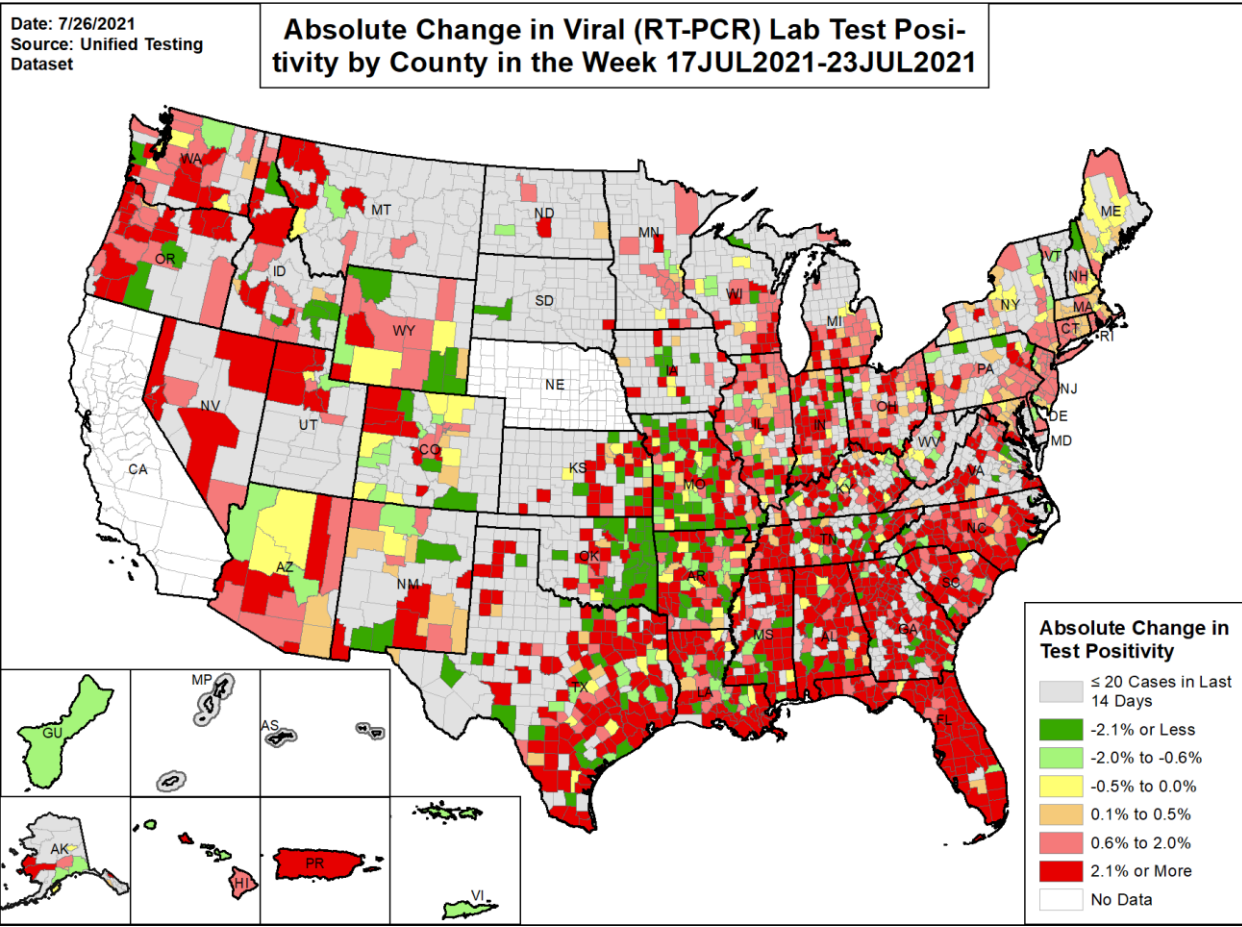 Date: 7/26/2021
Source: Unified Testing
Dataset
Absolute Change in Viral (RT-PCR) Lab Test Posi-
tivity by County in the Week 17JUL2021-23JUL2021
WA
MT
ND
MN
ME
OR
ID
SD
WI
VT
NH
NY
MA
WY
MI
CT
RI
IA
PA
NE
NJ
NV
OH
UT
IL
IN
DE
CO
WV
MD
CA
KS
MO
VA
KY
OK
TN
NC
AZ
NM
AR
SC
MS
AL
GA
TX
LA
FL
MP
GU
AS
AK
HI
PR
VI
Absolute Change in
Test Positivity
≤ 20 Cases in Last
14 Days
-2.1% or Less
-2.0% to -0.6%
-0.5% to 0.0%
0.1% to 0.5%
0.6% to 2.0%
2.1% or More
No Data